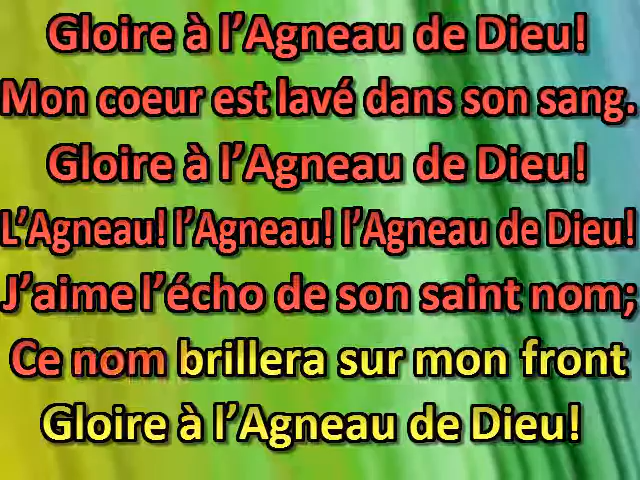 Gloire à l’Agneau de Dieu!
Mon coeur est lavé dans son sang.
Gloire à l’Agneau de Dieu!
L’Agneau! l’Agneau! l’Agneau de Dieu!
J’aime l’écho de son saint nom;
Ce nom brillera sur mon front
Gloire à l’Agneau de Dieu!